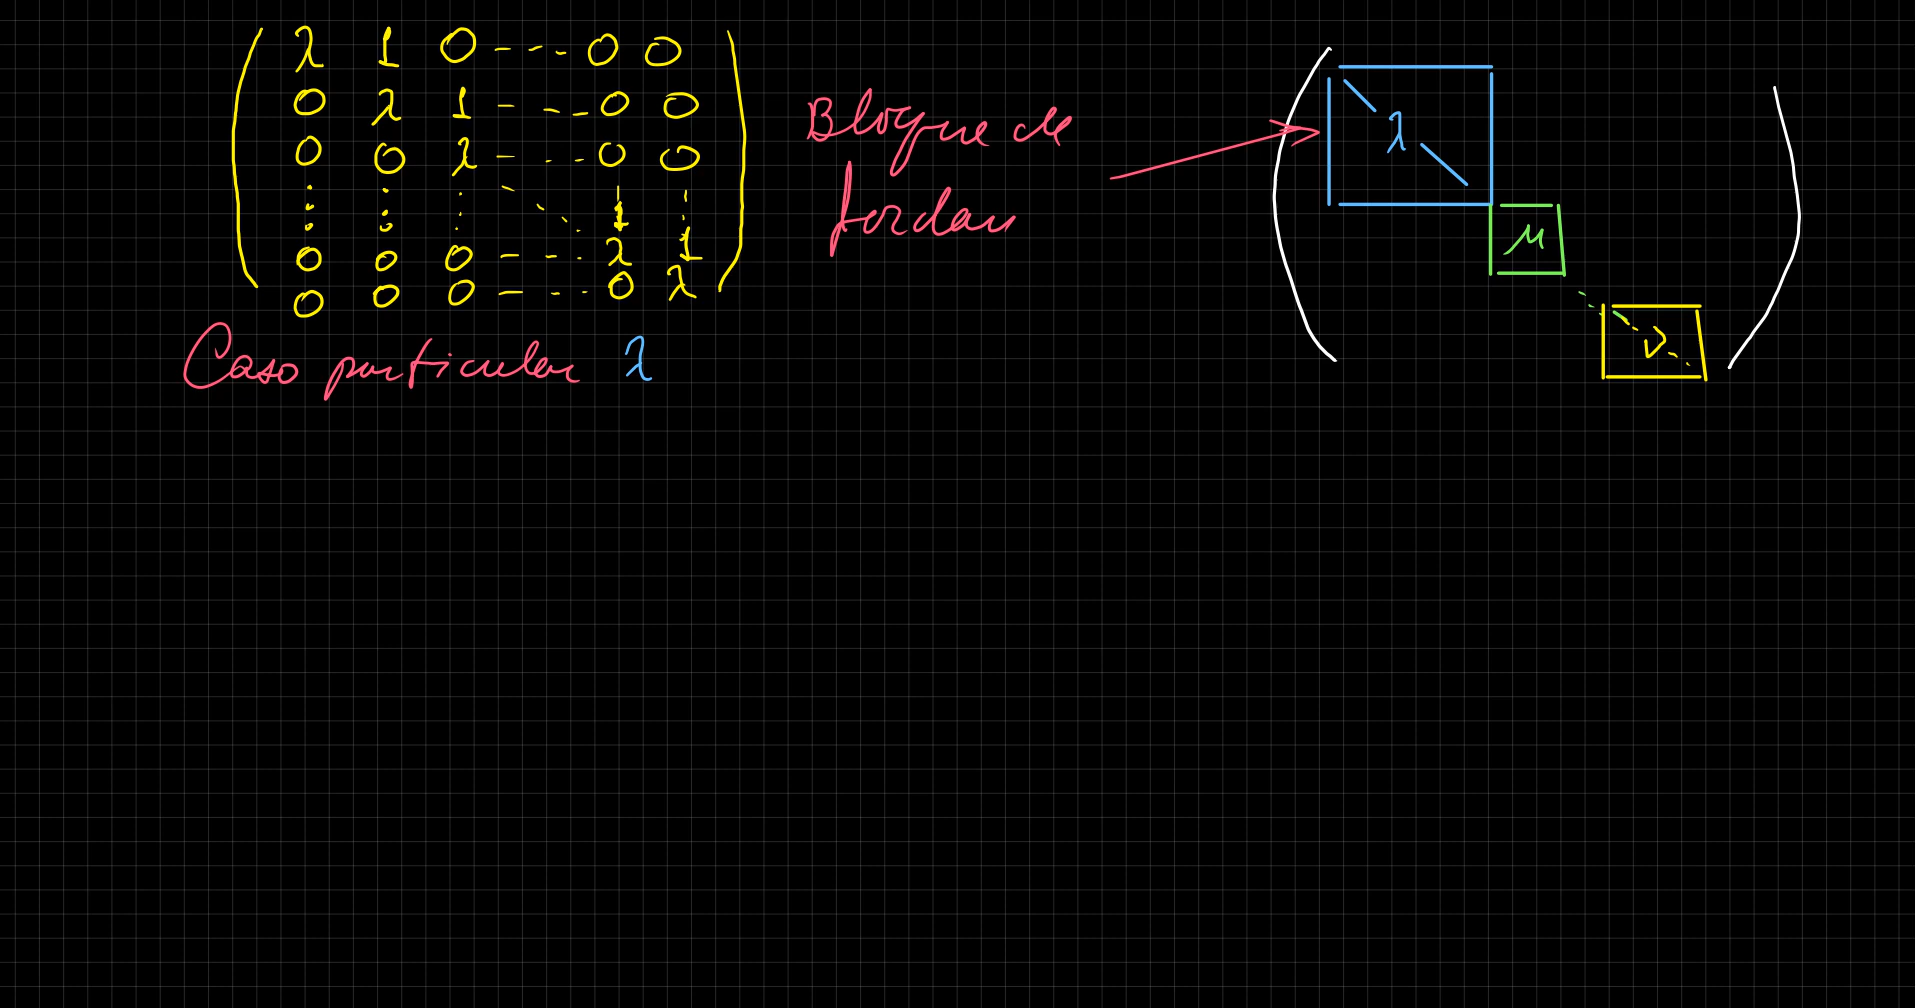 λ 1 0 - - - 0 0
0 λ 1 - - - 0 0
0 0 λ - - - 0 0
⋮ ⋮ ⋮ ⋱ 1 ⋮
0 0 0 - - - λ 1
0 0 0 - - - 0 λ
Bloque de
Jordan
Caso particular λ
λ
μ
ν